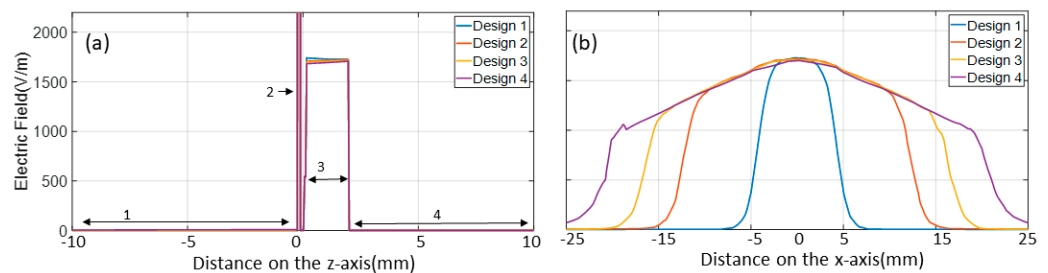 2000
1500
1000
500
0
Electric Field(V/m)
(a)
Design 1
Design 2
Design 3
Design 4
2
3
1
4
-10 -5 0 5 10
Distance on the z-axis(mm)
(b)
Design 1
Design 2
Design 3
Design 4
-25 -15 -5 0 5 15 25
Distance on the x-axis(mm)